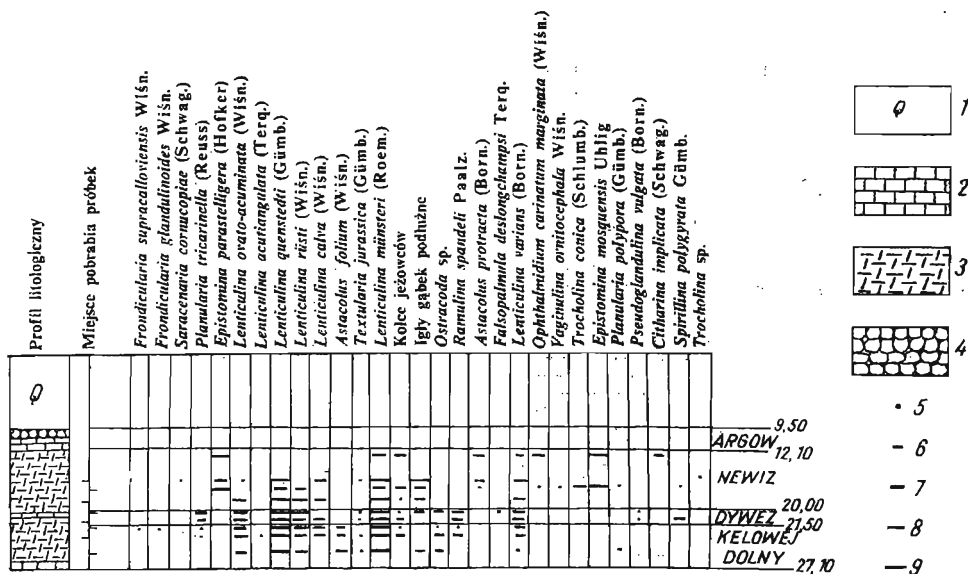 Profil litologiczny
Miejsce pobrabia próbek
Frondicularia supracalloviensis Wiśn.
Frondicularia glandulinoides Wiśn.
Saracenaria cornucopiae (Schwag.)
Planularia tricarinella (Reuss)
Epistomina parastelligera (Hofker)
Lenticulina orato-acuminata (Wiśn.)
Lenticulina acutiangulata (Terq.)
Lenticulina quenstedti (Gümb.)
Lenticulina rüsti (Wiśn.)
Lenticulina calva (Wiśn.)
Astacolus folium (Wiśn.)
Textularia jurassica (Gümb.)
Lenticulina münsteri (Roem.)
Kolce jeżowców
Igły gąbek podłużne
Ostracoda sp.
Ramulina spandeli Paalz.
Astacolus protracta (Born.)
Falsopalmula deslongchampsi Terq.
Lenticulina varians (Born.)
Ophthalmidium carinatum marginata (Wiśn.)
Vaginulina ornitocephala Wiśn.
Trocholina conica (Schlumb.)
Epistomina mosquensis Uhlig
Planularia polypora (Gümb.)
Pseudoglandulina vulgata (Born.)
Citharina implicata (Schwag.)
Spirillina polygyrata Gümb.
Trocholina sp.
Q
9,50
ARGOW
12,10
NEWIZ
20,00
DYWEZ
21,50
KELOWEJ
DOLNY
27,10
Q 1
2
3
4
5
6
7
8
9